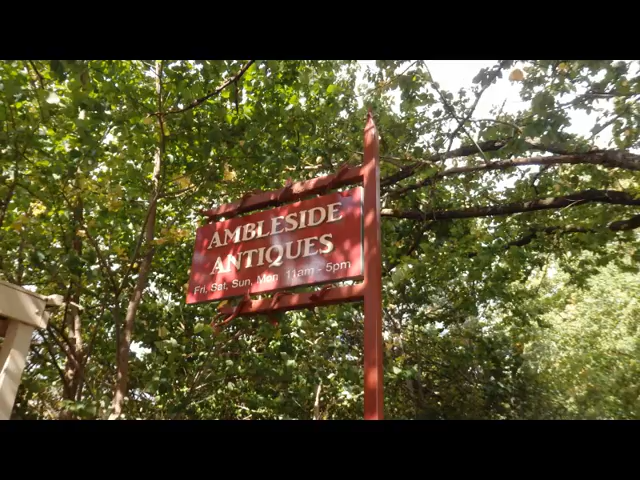 AMBLESIDE
ANTIQUES
Fri, Sat, Sun, Mon 11am - 5pm